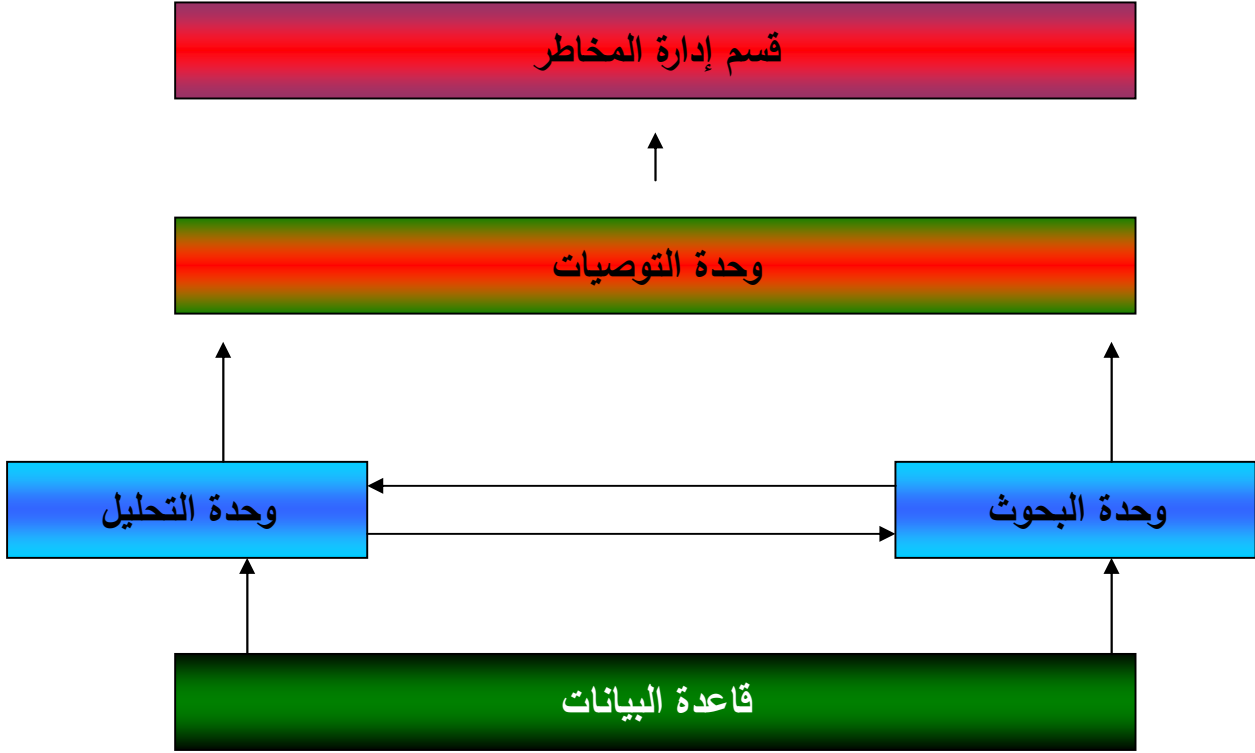 قسم إدارة المخاطر
وحدة التوصيات
وحدة البحوث
وحدة التحليل
قاعدة البيانات